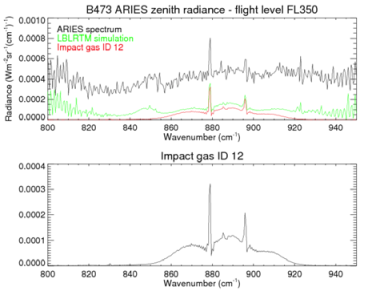 B473 ARIES zenith radiance - flight level FL350
0.0010
0.0008
0.0006
0.0004
0.0002
0.0000
Radiance (Wm⁻²sr⁻¹(cm⁻¹)⁻¹)
ARIES spectrum
LBLRTM simulation
Impact gas ID 12
800 820 840 860 880 900 920 940
Wavenumber (cm⁻¹)
Impact gas ID 12
0.0004
0.0003
0.0002
0.0001
0.0000
800 820 840 860 880 900 920 940
Wavenumber (cm⁻¹)